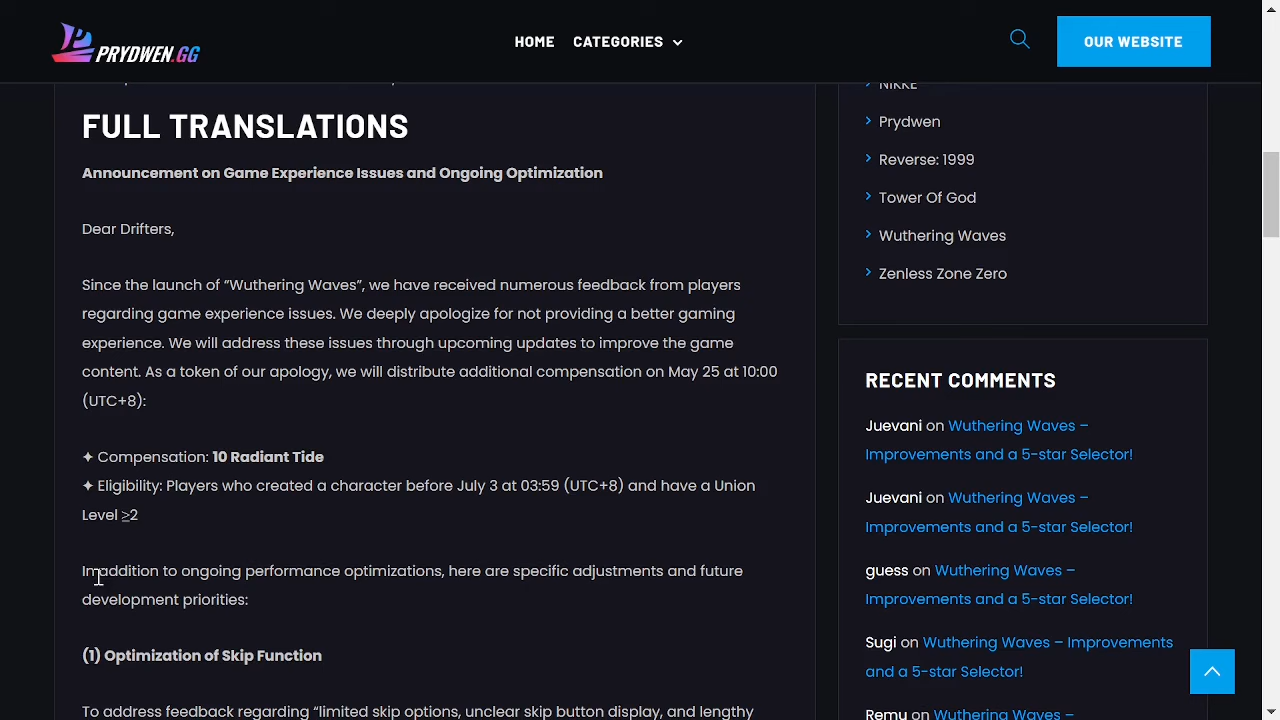 PRYDWEN.GG
HOME
CATEGORIES
OUR WEBSITE
FULL TRANSLATIONS
Announcement on Game Experience Issues and Ongoing Optimization
Dear Drifters,
Since the launch of ”Wuthering Waves”, we have received numerous feedback from players
regarding game experience issues. We deeply apologize for not providing a better gaming
experience. We will address these issues through upcoming updates to improve the game
content. As a token of our apology, we will distribute additional compensation on May 25 at 10:00
(UTC+8):
✦ Compensation: 10 Radiant Tide
✦ Eligibility: Players who created a character before July 3 at 03:59 (UTC+8) and have a Union
Level ≥2
In addition to ongoing performance optimizations, here are specific adjustments and future
development priorities:
(1) Optimization of Skip Function
To address feedback regarding “limited skip options, unclear skip button display, and lengthy
NIKKE
Prydwen
Reverse: 1999
Tower Of God
Wuthering Waves
Zenless Zone Zero
RECENT COMMENTS
Juevani on Wuthering Waves –
Improvements and a 5-star Selector!
Juevani on Wuthering Waves –
Improvements and a 5-star Selector!
guess on Wuthering Waves –
Improvements and a 5-star Selector!
Sugi on Wuthering Waves – Improvements
and a 5-star Selector!
Remu on Wuthering Waves –